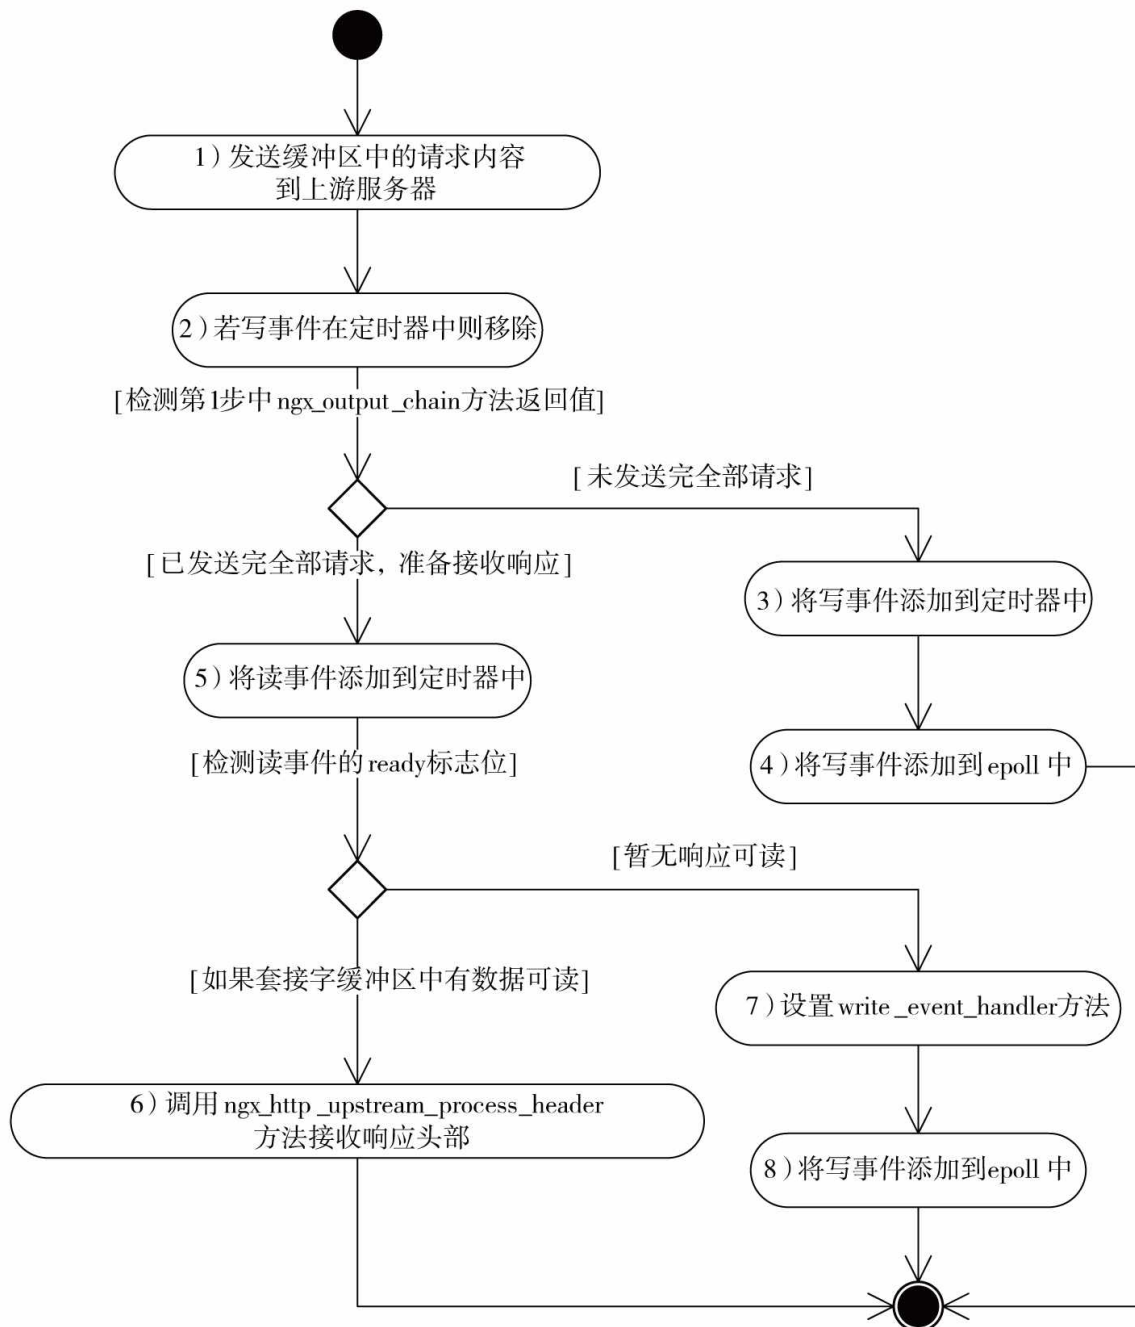 1）发送缓冲区中的请求内容
到上游服务器
2）若写事件在定时器中则移除
[检测第1步中ngx_output_chain方法返回值]
[未发送完全部请求]
[已发送完全部请求，准备接收响应]
3）将写事件添加到定时器中
5）将读事件添加到定时器中
[检测读事件的ready标志位]
4）将写事件添加到epoll中
[暂无响应可读]
[如果套接字缓冲区中有数据可读]
7）设置write_event_handler方法
6）调用ngx_http_upstream_process_header
方法接收响应头部
8）将写事件添加到epoll中